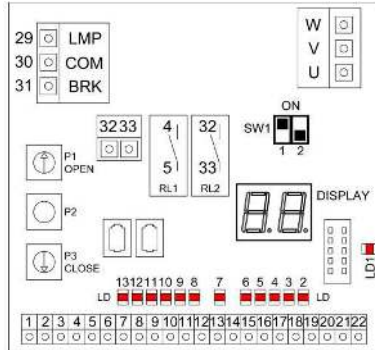 29 LMP
30 COM
31 BRK
W
V
U
32 33
4
5
RL1
32
33
RL2
ON
SW1
1 2
P1
OPEN
P2
P3
CLOSE
88
DISPLAY
LD1
LD 13 12 11 10 9 8 7 6 5 4 3 2 LD
1 2 3 4 5 6 7 8 9 10 11 12 13 14 15 16 17 18 19 20 21 22